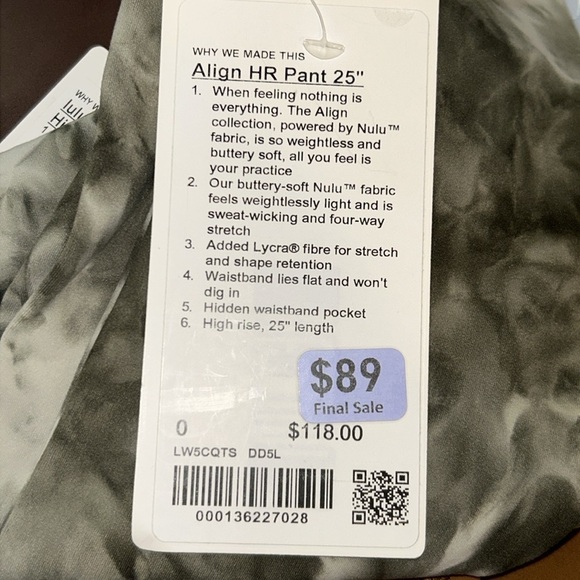 WHY WE MADE THIS
Align HR Pant 25"
1. When feeling nothing is
everything. The Align
collection, powered by Nulu™
fabric, is so weightless and
buttery soft, all you feel is
your practice
2. Our buttery-soft Nulu™ fabric
feels weightlessly light and is
sweat-wicking and four-way
stretch
3. Added Lycra® fibre for stretch
and shape retention
4. Waistband lies flat and won't
dig in
5. Hidden waistband pocket
6. High rise, 25" length
$89
Final Sale
0 $118.00
LW5CQTS DD5L
000136227028
WHY
lulu
Hi
1